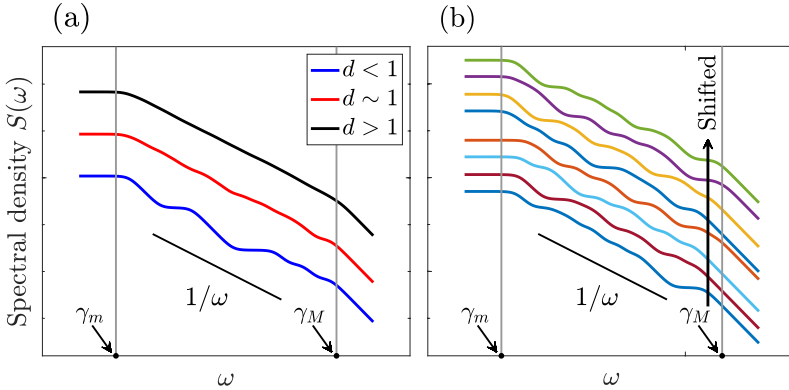 (a)
(b)
Spectral density S(ω)
d < 1
d ∼ 1
d > 1
1/ω
γm
γM
ω
Shifted
1/ω
γm
γM
ω